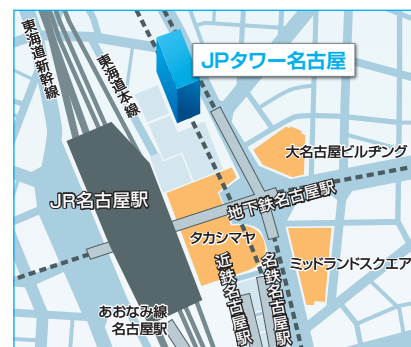 東海道新幹線
東海道本線
JPタワー名古屋
大名古屋ビルヂング
JR名古屋駅
地下鉄名古屋駅
タカシマヤ
ミッドランドスクエア
近鉄名古屋駅
名鉄名古屋駅
あおなみ線
名古屋駅